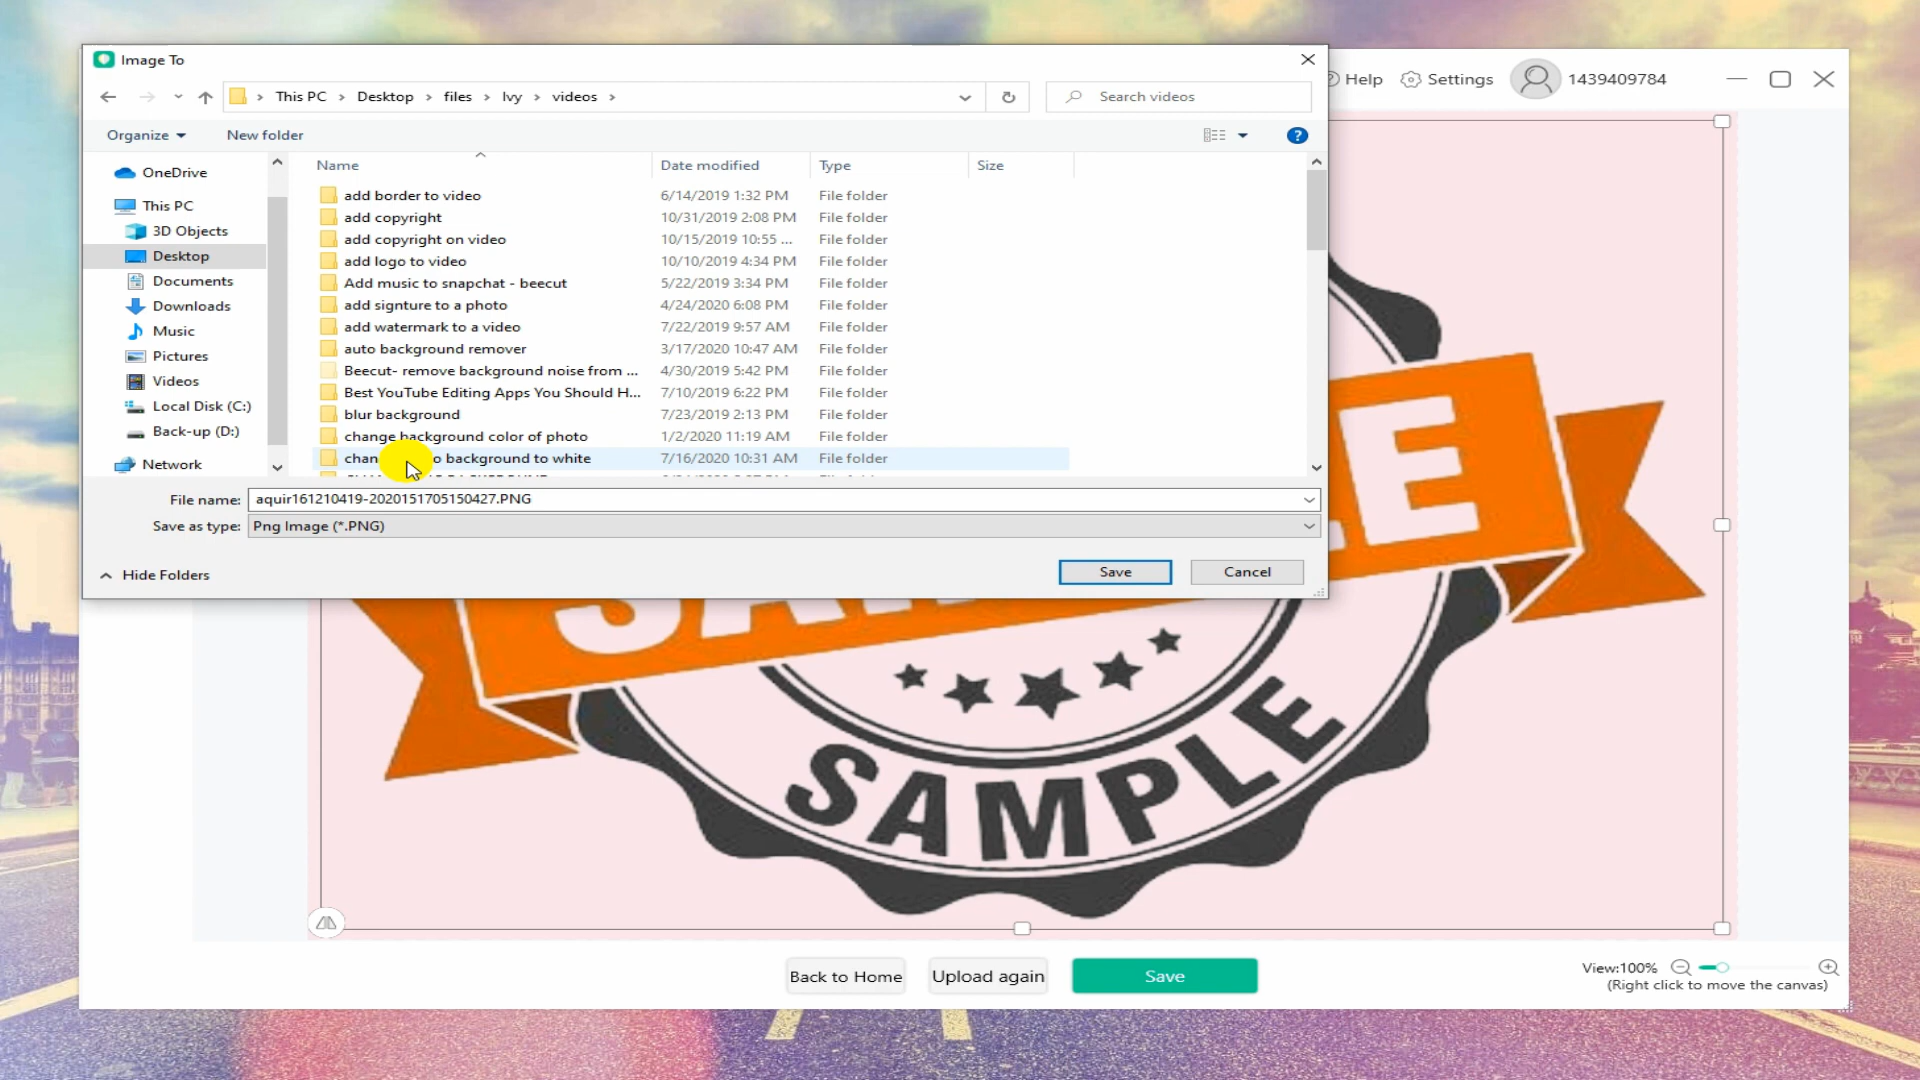 Image To
Help
Settings
1439409784
This PC
Desktop
files
Ivy
videos
Search videos
Organize
New folder
Name
Date modified
Type
Size
OneDrive
This PC
3D Objects
Desktop
Documents
Downloads
Music
Pictures
Videos
Local Disk (C:)
Back-up (D:)
Network
add border to video 6/14/2019 1:32 PM File folder
add copyright 10/31/2019 2:08 PM File folder
add copyright on video 10/15/2019 10:55 ... File folder
add logo to video 10/10/2019 4:34 PM File folder
Add music to snapchat - beecut 5/22/2019 3:34 PM File folder
add signture to a photo 4/24/2020 6:08 PM File folder
add watermark to a video 7/22/2019 9:57 AM File folder
auto background remover 3/17/2020 10:47 AM File folder
Beecut- remove background noise from ... 4/30/2019 5:42 PM File folder
Best YouTube Editing Apps You Should H... 7/10/2019 6:22 PM File folder
blur background 7/23/2019 2:13 PM File folder
change background color of photo 1/2/2020 11:19 AM File folder
background to white 7/16/2020 10:31 AM File folder
File name: aquir161210419-2020151705150427.PNG
Save as type: Png Image (*.PNG)
Hide Folders
Save
Cancel
SAMPLE
SAMPLE
Back to Home
Upload again
Save
View:100%
(Right click to move the canvas)